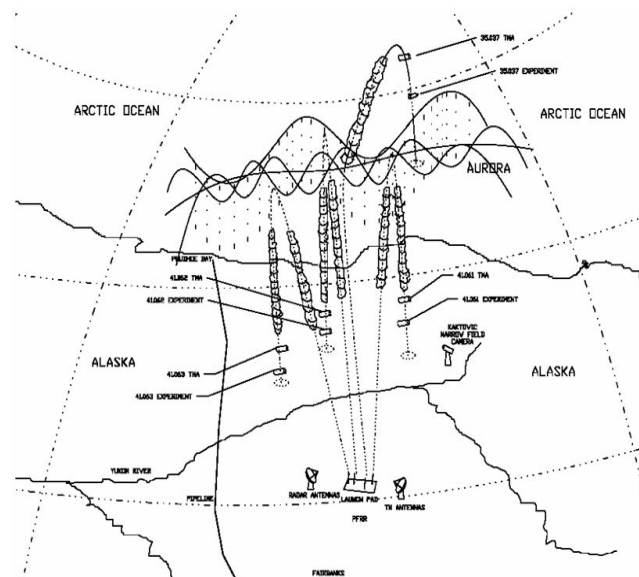 35.037 TMA
35.037 EXPERIMENT
ARCTIC OCEAN
ARCTIC OCEAN
AURORA
PRUDHOE BAY
41.062 TMA
41.062 EXPERIMENT
41.061 TMA
41.061 EXPERIMENT
KAKTOVIC
NARROW FIELD
CAMERA
ALASKA
ALASKA
41.063 TMA
41.063 EXPERIMENT
YUKON RIVER
PIPELINE
RADAR ANTENNAS
LAUNCH PAD
TM ANTENNAS
PFRR
FAIRBANKS